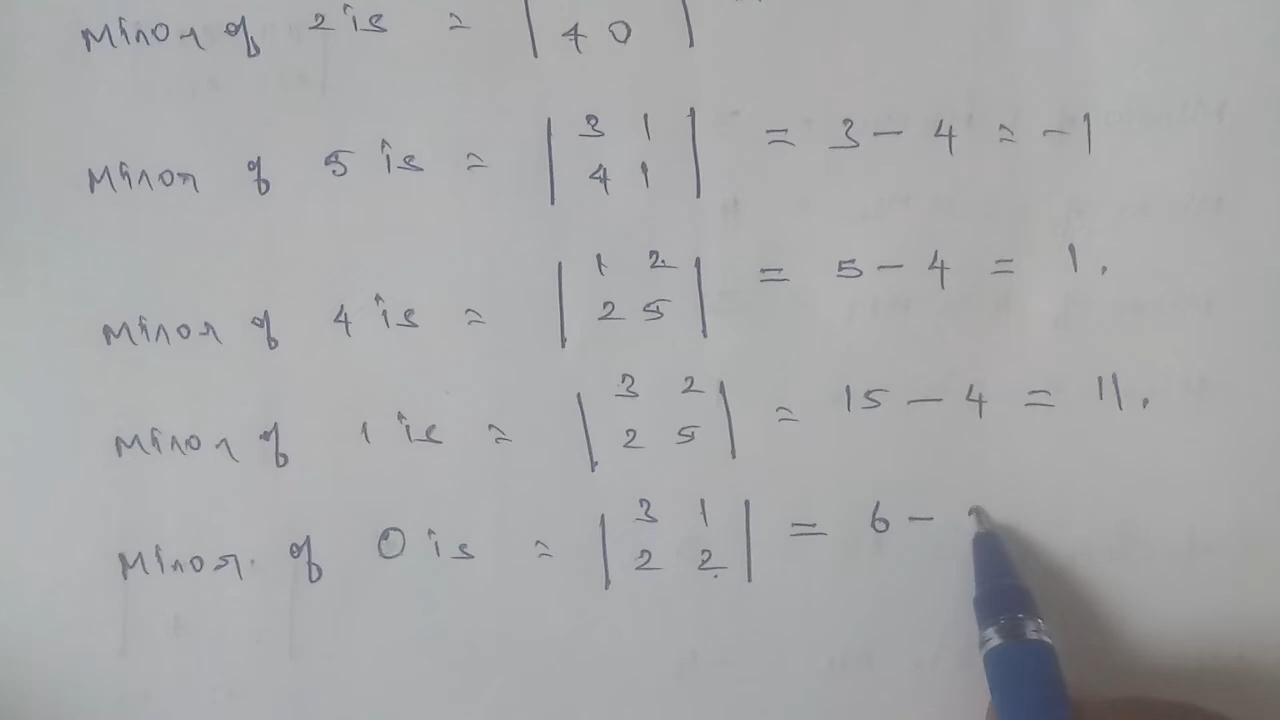 Minor of 2 is = | 4 0 |
Minor of 5 is = | 3 1 4 1 | = 3 - 4 = -1
Minor of 4 is = | 1 2 2 5 | = 5 - 4 = 1.
Minor of 1 is = | 3 2 2 5 | = 15 - 4 = 11.
Minor of 0 is = | 3 1 2 2 | = 6 -